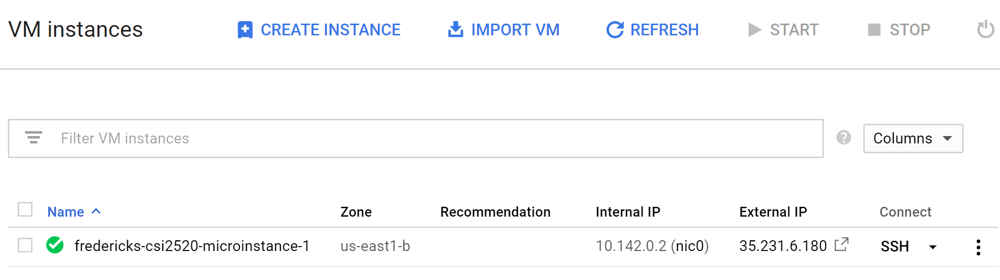 VM instances CREATE INSTANCE IMPORT VM REFRESH START STOP
Filter VM instances ? Columns
Name Zone Recommendation Internal IP External IP Connect
fredericks-csi2520-microinstance-1 us-east1-b 10.142.0.2 (nic0) 35.231.6.180 SSH